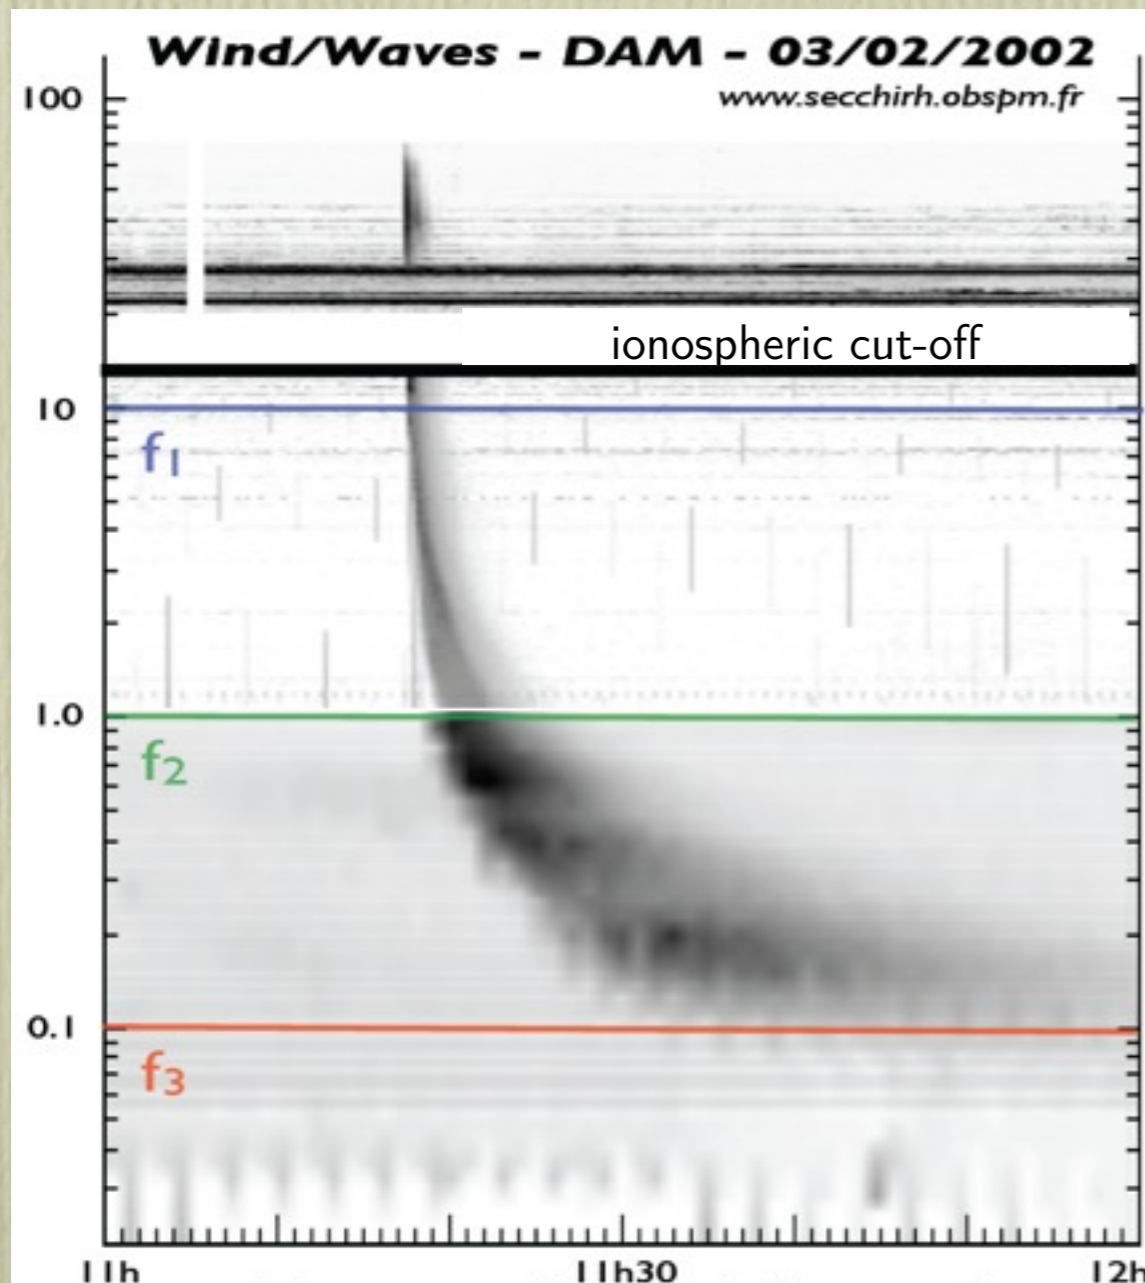 Wind/Waves - DAM - 03/02/2002
www.secchirh.obspm.fr
100
ionospheric cut-off
10
f1
1.0
f2
0.1
f3
11h 11h30 12h